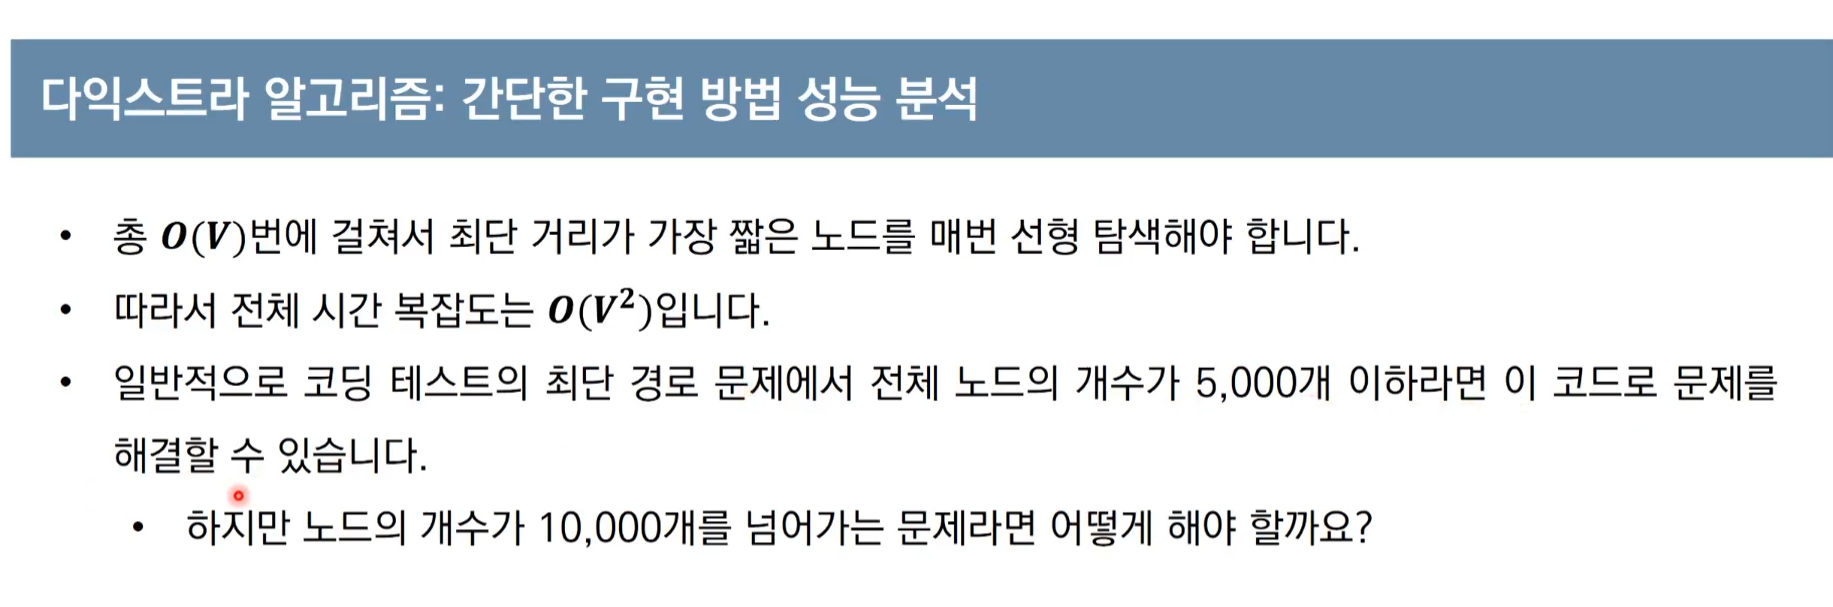 다익스트라 알고리즘: 간단한 구현 방법 성능 분석
• 총 O(V)번에 걸쳐서 최단 거리가 가장 짧은 노드를 매번 선형 탐색해야 합니다.
• 따라서 전체 시간 복잡도는 O(V²)입니다.
• 일반적으로 코딩 테스트의 최단 경로 문제에서 전체 노드의 개수가 5,000개 이하라면 이 코드로 문제를
해결할 수 있습니다.
• 하지만 노드의 개수가 10,000개를 넘어가는 문제라면 어떻게 해야 할까요?